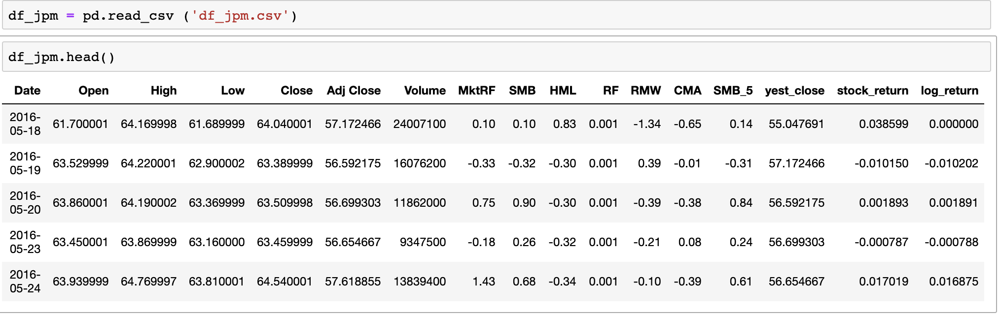 df_jpm = pd.read_csv ('df_jpm.csv')
df_jpm.head()
Date Open High Low Close Adj Close Volume MktRF SMB HML RF RMW CMA SMB_5 yest_close stock_return log_return
2016-
05-18 61.700001 64.169998 61.689999 64.040001 57.172466 24007100 0.10 0.10 0.83 0.001 -1.34 -0.65 0.14 55.047691 0.038599 0.000000
2016-
05-19 63.529999 64.220001 62.900002 63.389999 56.592175 16076200 -0.33 -0.32 -0.30 0.001 0.39 -0.01 -0.31 57.172466 -0.010150 -0.010202
2016-
05-20 63.860001 64.190002 63.369999 63.509998 56.699303 11862000 0.75 0.90 -0.30 0.001 -0.39 -0.38 0.84 56.592175 0.001893 0.001891
2016-
05-23 63.450001 63.869999 63.160000 63.459999 56.654667 9347500 -0.18 0.26 -0.32 0.001 -0.21 0.08 0.24 56.699303 -0.000787 -0.000788
2016-
05-24 63.939999 64.769997 63.810001 64.540001 57.618855 13839400 1.43 0.68 -0.34 0.001 -0.10 -0.39 0.61 56.654667 0.017019 0.016875